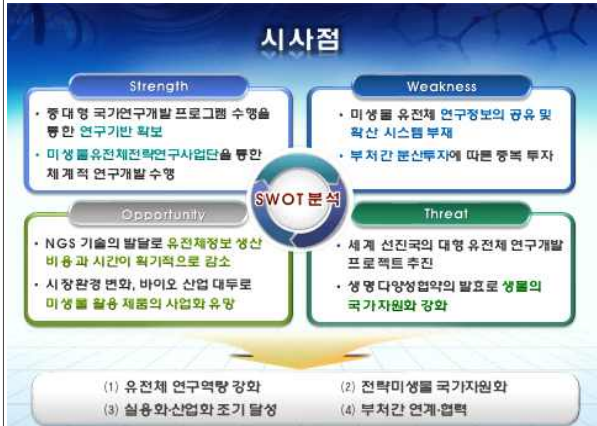 시사점
Strength
• 중대형 국가연구개발 프로그램 수행을
통한 연구기반 확보
• 미생물유전체전략연구사업단을 통한
체계적 연구개발 수행
Weakness
• 미생물 유전체 연구정보의 공유 및
확산 시스템 부재
• 부처간 분산투자에 따른 중복 투자
SWOT 분석
Opportunity
• NGS 기술의 발달로 유전체정보 생산
비용과 시간이 획기적으로 감소
• 시장환경 변화, 바이오 산업 대두로
미생물 활용 제품의 사업화 유망
Threat
• 세계 선진국의 대형 유전체 연구개발
프로젝트 추진
• 생명다양성협약의 발효로 생물의
국가자원화 강화
(1) 유전체 연구역량 강화
(2) 전략미생물 국가자원화
(3) 실용화·산업화 조기 달성
(4) 부처간 연계·협력